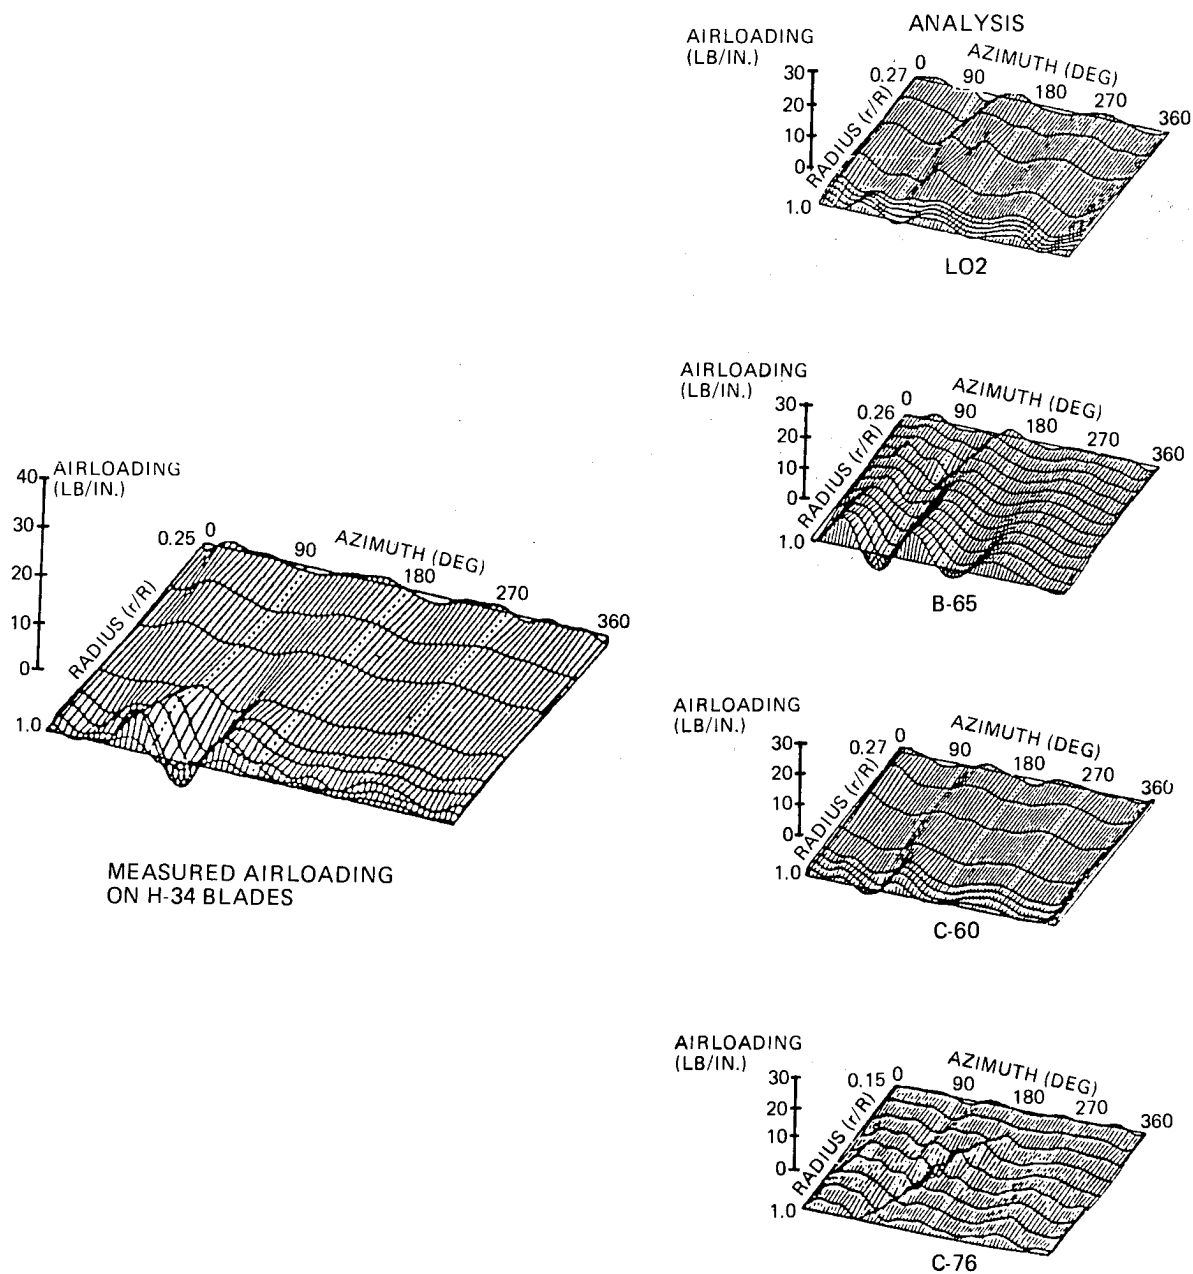 ANALYSIS
AIRLOADING
(LB/IN.)
AZIMUTH (DEG)
30
20
10
0
0.27
0
90
180
270
360
RADIUS (r/R)
1.0
LO2
AIRLOADING
(LB/IN.)
AZIMUTH (DEG)
30
20
10
0
0.26
0
90
180
270
360
RADIUS (r/R)
1.0
B-65
40
AIRLOADING
(LB/IN.)
30
20
10
0
0.25
0
90
AZIMUTH (DEG)
180
270
360
RADIUS (r/R)
1.0
MEASURED AIRLOADING
ON H-34 BLADES
AIRLOADING
(LB/IN.)
AZIMUTH (DEG)
30
20
10
0
0.27
0
90
180
270
360
RADIUS (r/R)
1.0
C-60
AIRLOADING
(LB/IN.)
AZIMUTH (DEG)
30
20
10
0
0.15
0
90
180
270
360
RADIUS (r/R)
1.0
C-76